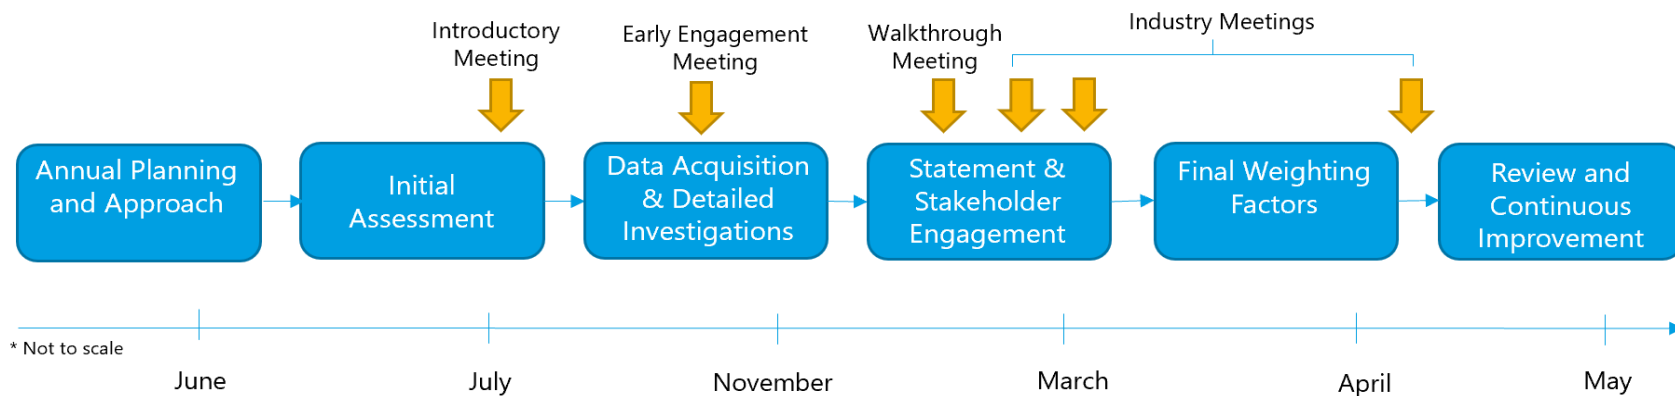 Industry Meetings
Introductory
Meeting
Early Engagement
Meeting
Walkthrough
Meeting
Annual Planning
and Approach
Initial
Assessment
Data Acquisition
& Detailed
Investigations
Statement &
Stakeholder
Engagement
Final Weighting
Factors
Review and
Continuous
Improvement
* Not to scale
June
July
November
March
April
May